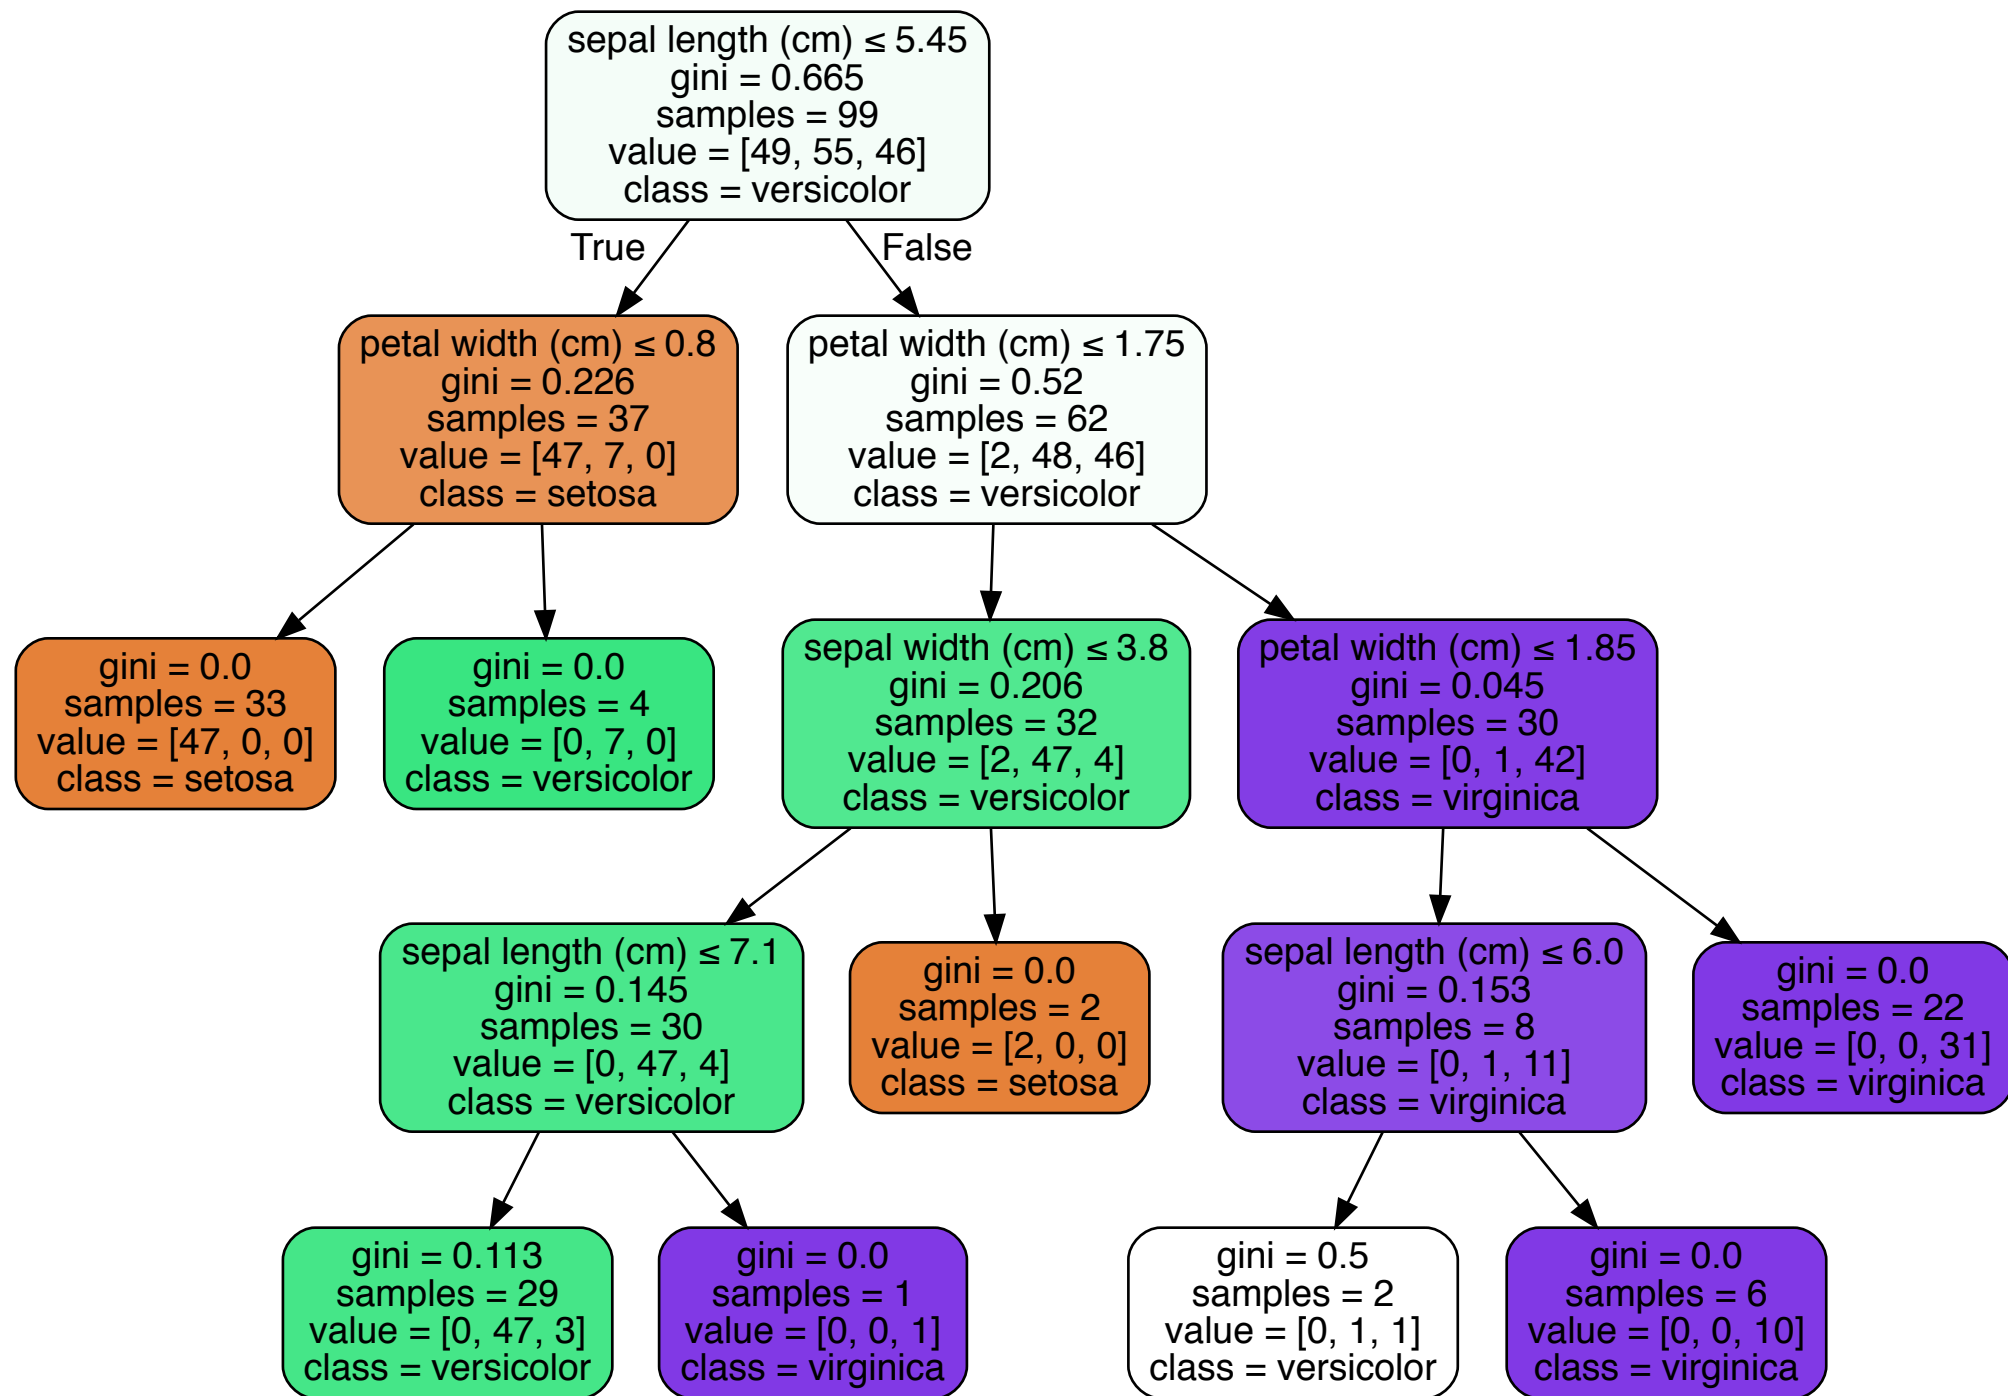 sepal length (cm) ≤ 5.45
gini = 0.665
samples = 99
value = [49, 55, 46]
class = versicolor
True
False
petal width (cm) ≤ 0.8
gini = 0.226
samples = 37
value = [47, 7, 0]
class = setosa
petal width (cm) ≤ 1.75
gini = 0.52
samples = 62
value = [2, 48, 46]
class = versicolor
gini = 0.0
samples = 33
value = [47, 0, 0]
class = setosa
gini = 0.0
samples = 4
value = [0, 7, 0]
class = versicolor
sepal width (cm) ≤ 3.8
gini = 0.206
samples = 32
value = [2, 47, 4]
class = versicolor
petal width (cm) ≤ 1.85
gini = 0.045
samples = 30
value = [0, 1, 42]
class = virginica
sepal length (cm) ≤ 7.1
gini = 0.145
samples = 30
value = [0, 47, 4]
class = versicolor
gini = 0.0
samples = 2
value = [2, 0, 0]
class = setosa
sepal length (cm) ≤ 6.0
gini = 0.153
samples = 8
value = [0, 1, 11]
class = virginica
gini = 0.0
samples = 22
value = [0, 0, 31]
class = virginica
gini = 0.113
samples = 29
value = [0, 47, 3]
class = versicolor
gini = 0.0
samples = 1
value = [0, 0, 1]
class = virginica
gini = 0.5
samples = 2
value = [0, 1, 1]
class = versicolor
gini = 0.0
samples = 6
value = [0, 0, 10]
class = virginica